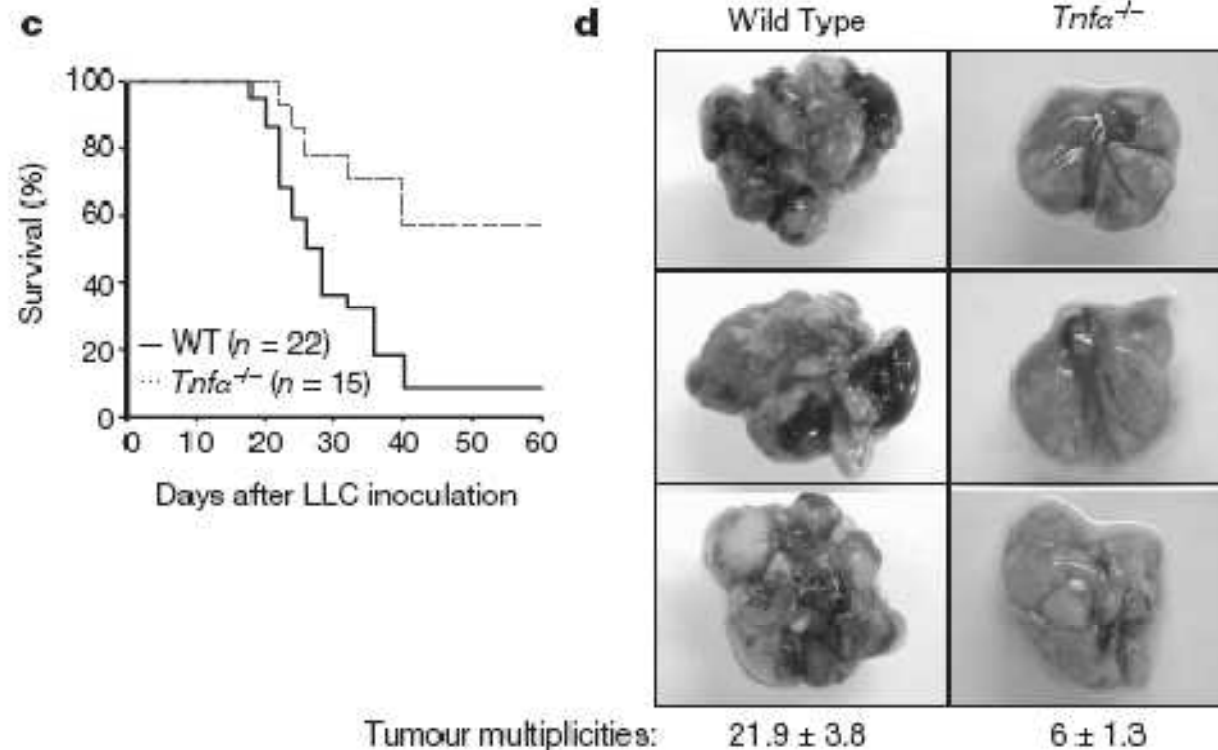 c
100
80
60
40
20
0
Survival (%)
— WT (n = 22)
··· Tnfα⁻/⁻ (n = 15)
0 10 20 30 40 50 60
Days after LLC inoculation
d
Wild Type Tnfα⁻/⁻
Tumour multiplicities: 21.9 ± 3.8 6 ± 1.3